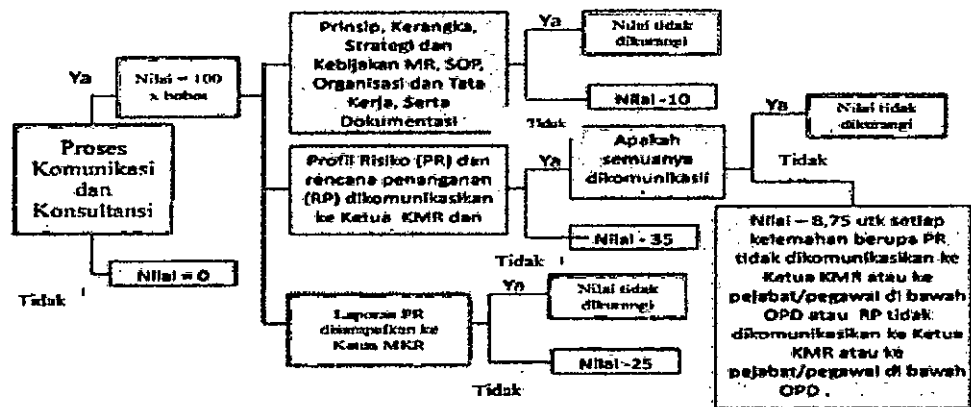 Proses
Komunikasi
dan
Konsultansi
Ya
Nilai = 100
x bobot
Tidak
Nilai = 0
Prinsip, Kerangka,
Strategi dan
Kebijakan MR, SOP,
Organisasi dan Tata
Kerja, Serta
Dokumentasi
Ya
Nilai tidak
dikurangi
Nilai -10
Tidak
Profil Risiko (PR) dan
rencana penanganan
(RP) dikomunikasikan
ke Ketua KMR dan
Ya
Apakah
semuanya
dikomunikasii
Ya
Nilai tidak
dikurangi
Tidak
Nilai – 8,75 utk setiap
kelemahan berupa PR
tidak dikomunikasikan ke
Ketua KMR atau ke
pejabat/pegawai di bawah
OPD atau RP tidak
dikomunikasikan ke Ketua
KMR atau ke
pejabat/pegawai di bawah
OPD .
Nilai - 35
Tidak
Laporan PR
disampaikan ke
Ketua MKR
Ya
Nilai tidak
dikurangi
Nilai -25
Tidak